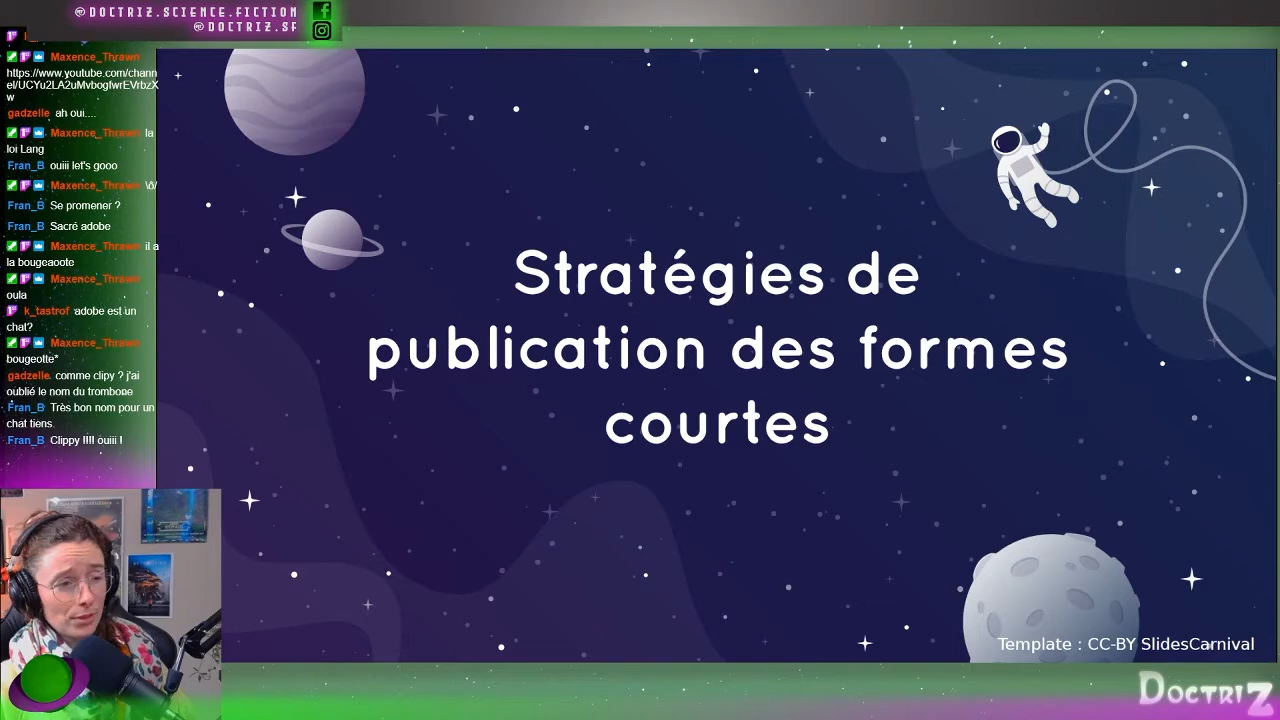 @DOCTRIZ.SCIENCE.FICTION
@DOCTRIZ.SF
Maxence_Thrawn
https://www.youtube.com/chann
el/UCYu2LA2uMvbogIwrEVrbzX
w
gadzelle ah oui....
Maxence_Thrawn la
loi Lang
Fran_B ouiii let's gooo
Maxence_Thrawn \ô/
Fran_B Se promener ?
Fran_B Sacré adobe
Maxence_Thrawn il a
la bougeaoote
Maxence_Thrawn
oula
k_tastrof adobe est un
chat?
Maxence_Thrawn
bougeotte*
gadzelle comme clipy ? j'ai
oublié le nom du trombone
Fran_B Très bon nom pour un
chat tiens
Fran_B Clippy !!!! ouiii !
Stratégies de
publication des formes
courtes
Template : CC-BY SlidesCarnival
DOCTRIZ